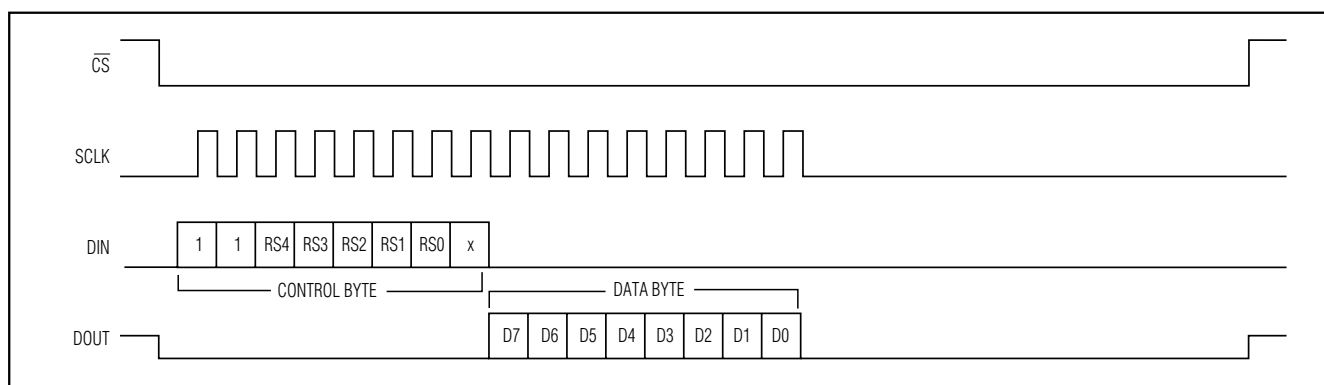 CS
SCLK
DIN
1 1 RS4 RS3 RS2 RS1 RS0 x
CONTROL BYTE
DATA BYTE
DOUT
D7 D6 D5 D4 D3 D2 D1 D0